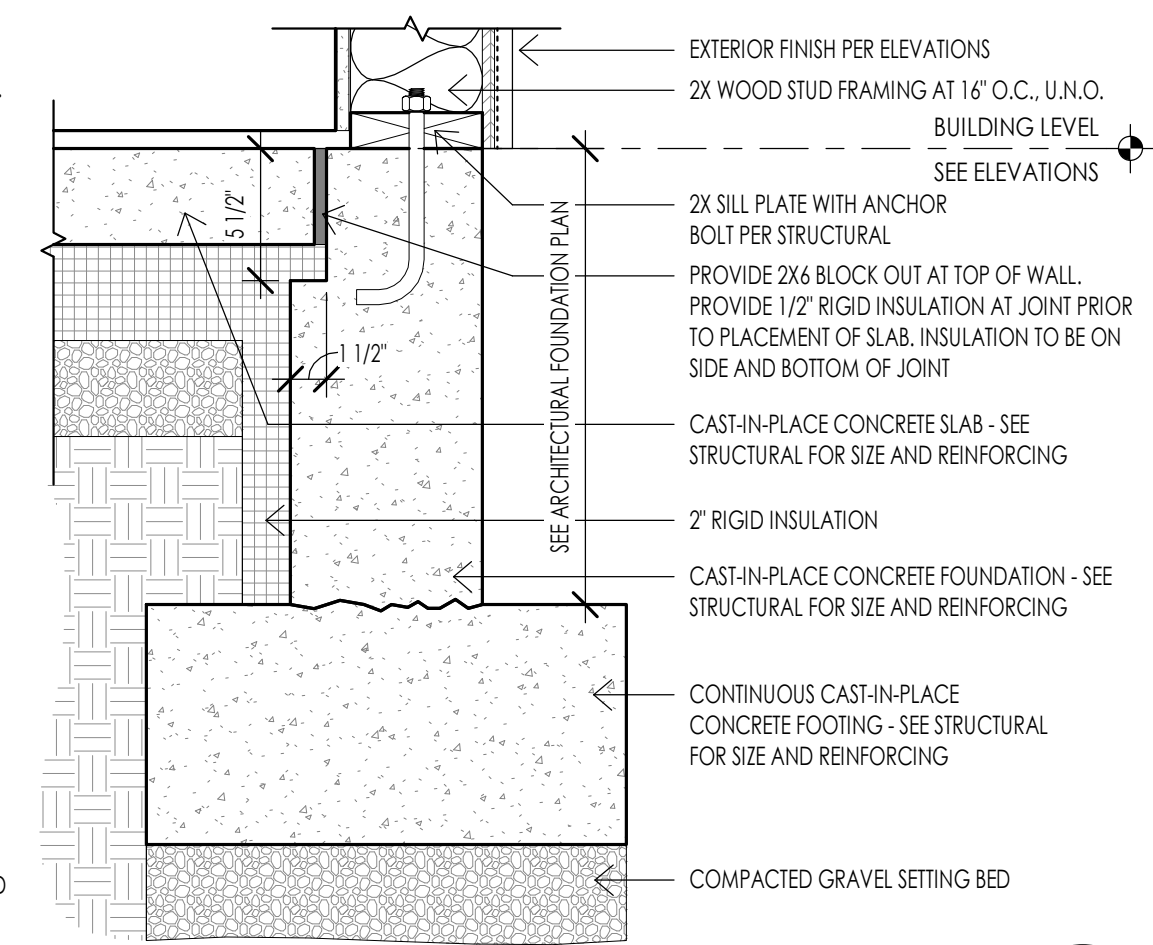 EXTERIOR FINISH PER ELEVATIONS
2X WOOD STUD FRAMING AT 16" O.C., U.N.O.
BUILDING LEVEL
SEE ELEVATIONS
2X SILL PLATE WITH ANCHOR
BOLT PER STRUCTURAL
5 1/2"
PROVIDE 2X6 BLOCK OUT AT TOP OF WALL.
PROVIDE 1/2" RIGID INSULATION AT JOINT PRIOR
TO PLACEMENT OF SLAB. INSULATION TO BE ON
SIDE AND BOTTOM OF JOINT
1 1/2"
SEE ARCHITECTURAL FOUNDATION PLAN
CAST-IN-PLACE CONCRETE SLAB - SEE
STRUCTURAL FOR SIZE AND REINFORCING
2" RIGID INSULATION
CAST-IN-PLACE CONCRETE FOUNDATION - SEE
STRUCTURAL FOR SIZE AND REINFORCING
CONTINUOUS CAST-IN-PLACE
CONCRETE FOOTING - SEE STRUCTURAL
FOR SIZE AND REINFORCING
COMPACTED GRAVEL SETTING BED